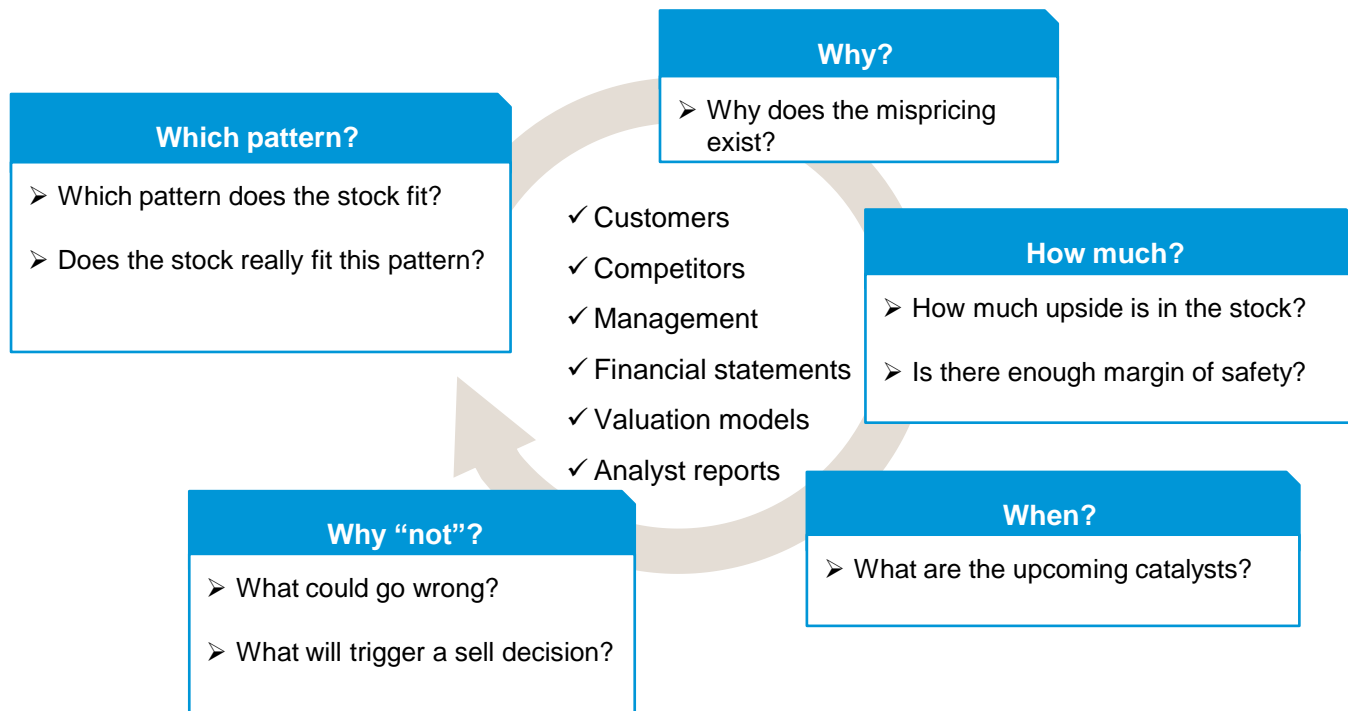 Which pattern?
➢ Which pattern does the stock fit?
➢ Does the stock really fit this pattern?
Why?
➢ Why does the mispricing
exist?
How much?
➢ How much upside is in the stock?
➢ Is there enough margin of safety?
When?
➢ What are the upcoming catalysts?
Why “not”?
➢ What could go wrong?
➢ What will trigger a sell decision?
✓ Customers
✓ Competitors
✓ Management
✓ Financial statements
✓ Valuation models
✓ Analyst reports